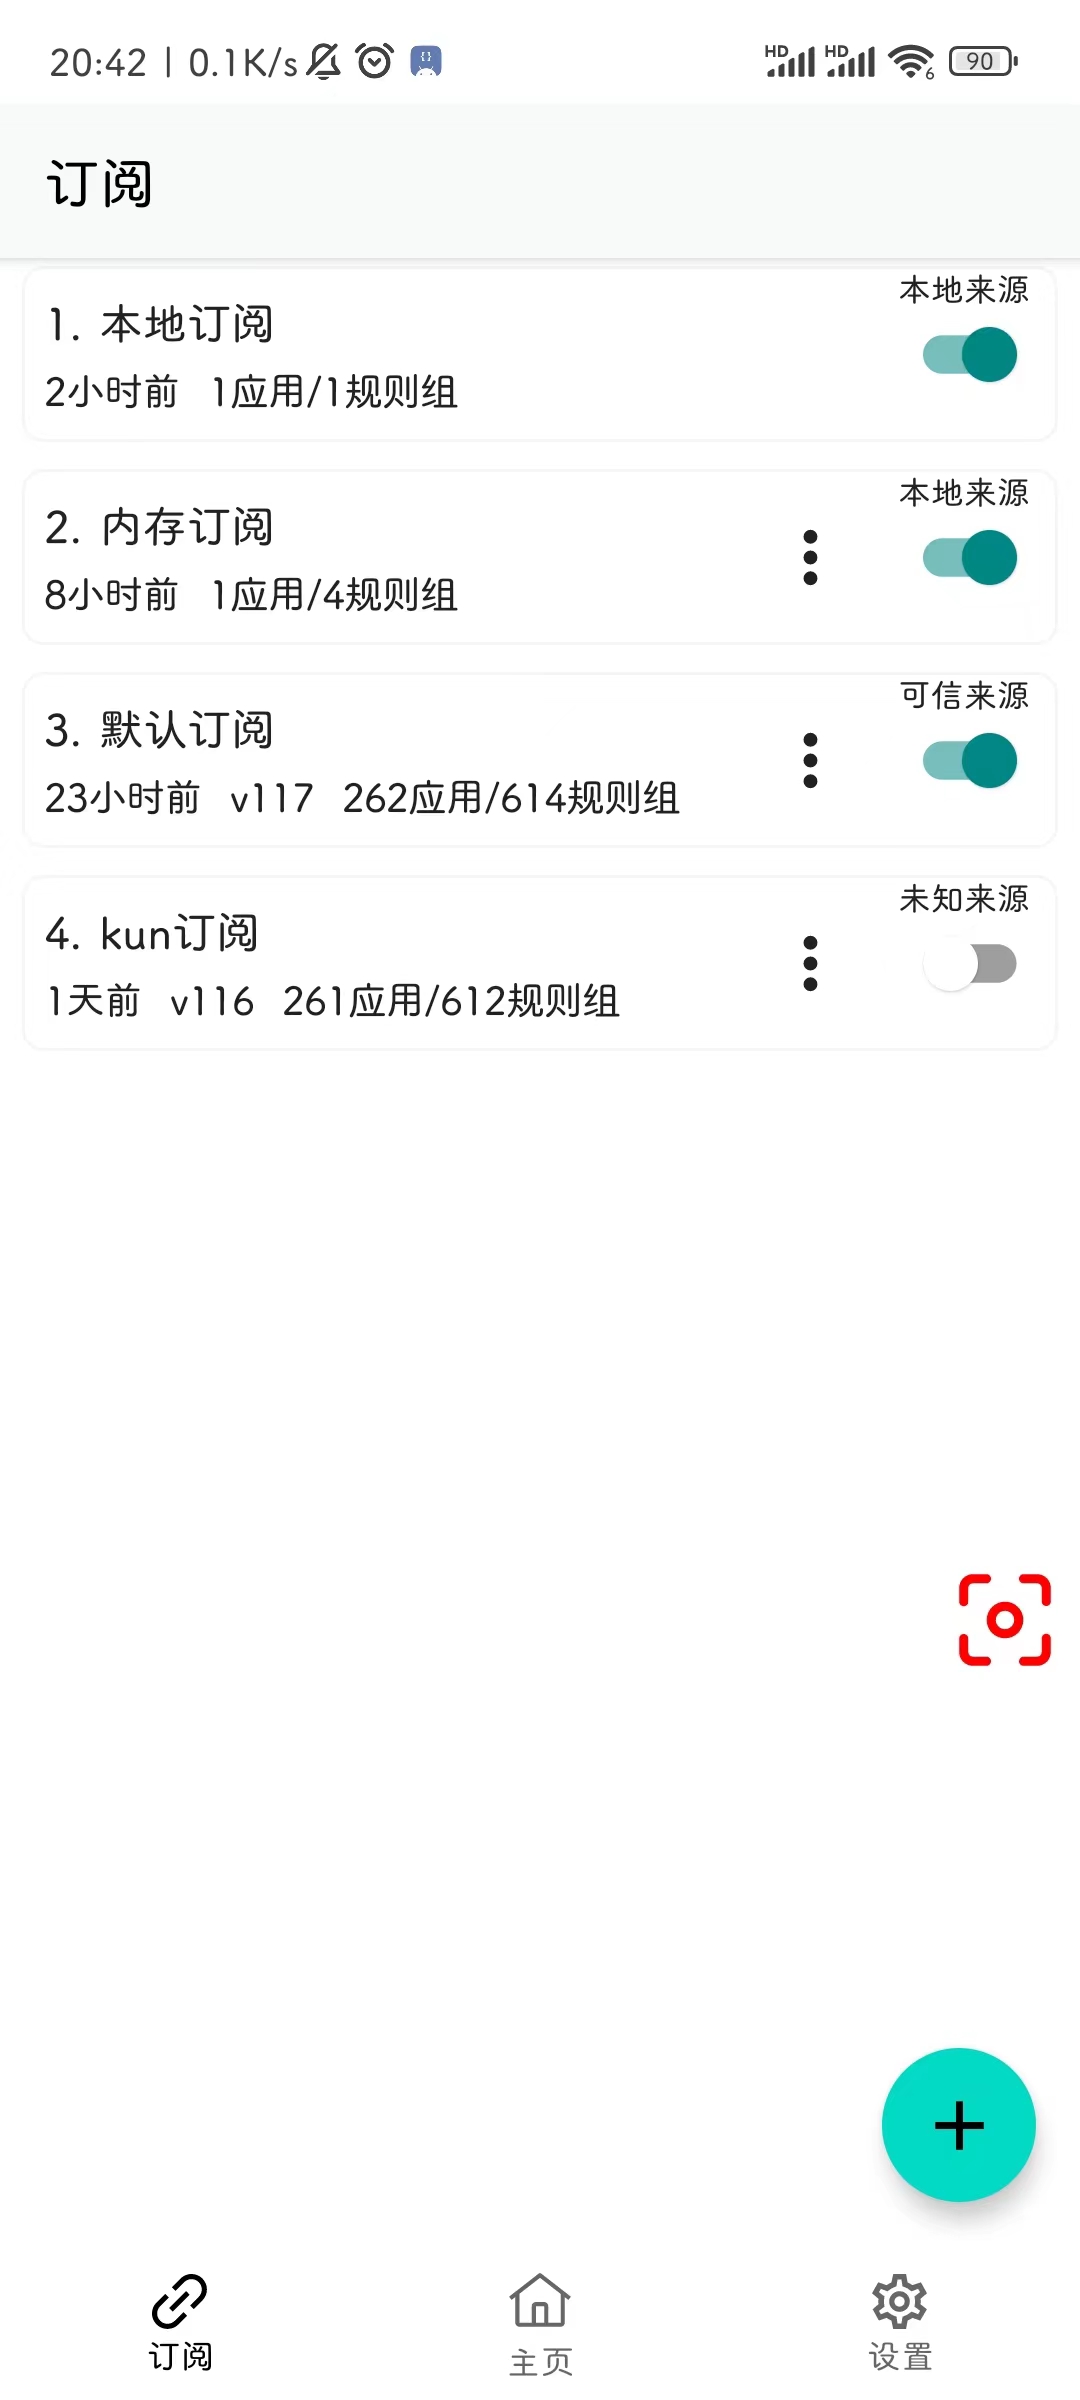 20:42 | 0.1K/s HD HD 6 90
订阅
本地来源
1. 本地订阅
2小时前 1应用/1规则组
本地来源
2. 内存订阅
8小时前 1应用/4规则组
可信来源
3. 默认订阅
23小时前 v117 262应用/614规则组
未知来源
4. kun订阅
1天前 v116 261应用/612规则组
订阅 主页 设置